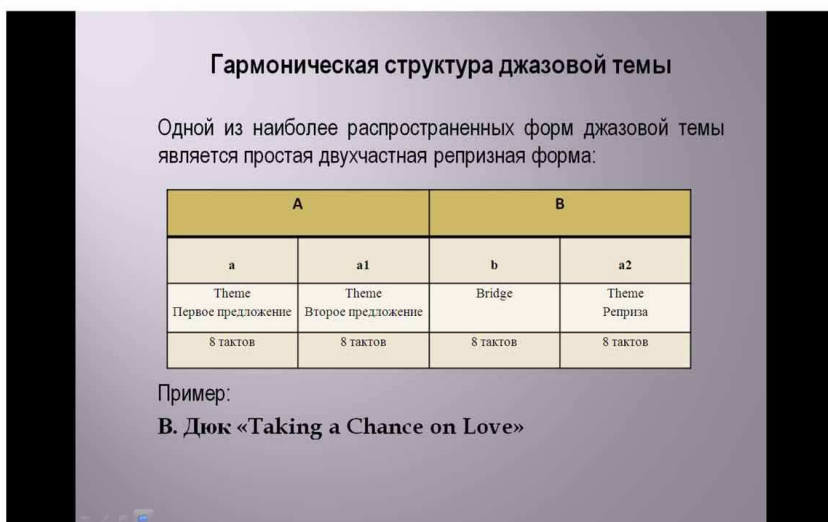 Гармоническая структура джазовой темы
Одной из наиболее распространенных форм джазовой темы
является простая двухчастная репризная форма:
A B
a a1 b a2
Theme Theme Bridge Theme
Первое предложение Второе предложение Реприза
8 тактов 8 тактов 8 тактов 8 тактов
Пример:
В. Дюк «Taking a Chance on Love»